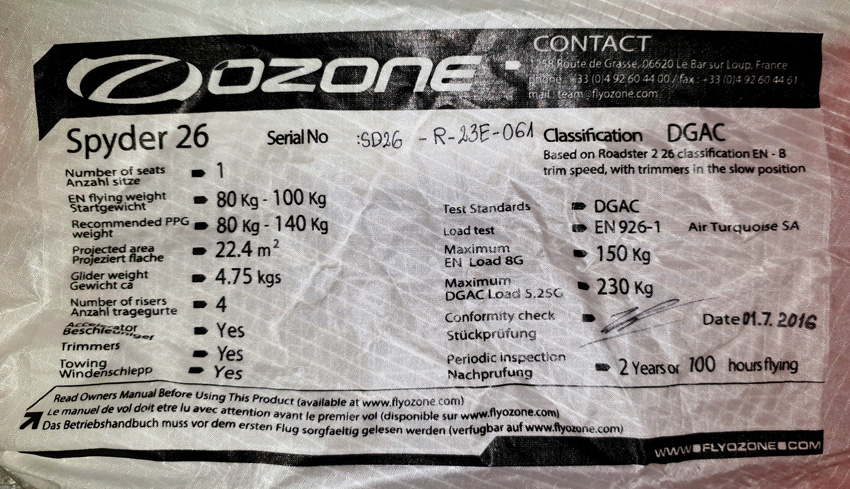 OZONE
CONTACT
1258 Route de Grasse, 06620 Le Bar sur Loup, France
phone: +33 (0)4 92 60 44 00 / fax: +33 (0)4 92 60 44 61
mail: team@flyozone.com
Spyder 26
Serial No :SD26 - R-23E-061
Classification DGAC
Based on Roadster 2 26 classification EN - B
trim speed, with trimmers in the slow position
Number of seats 1
Anzahl sitze
EN flying weight 80 Kg - 100 Kg
Startgewicht
Recommended PPG 80 Kg - 140 Kg
weight
Projected area 22.4 m²
Projeziert flache
Glider weight 4.75 kgs
Gewicht ca
Number of risers 4
Anzahl tragegurte
Accelerator Yes
Beschleuniger
Trimmers Yes
Towing Yes
Windenschlepp
Test Standards DGAC
Load test EN 926-1 Air Turquoise SA
Maximum 150 Kg
EN Load 8G
Maximum 230 Kg
DGAC Load 5.25G
Conformity check Date 01.7.2016
Stückprüfung
Periodic inspection 2 Years or 100 hours flying
Nachprufung
Read Owners Manual Before Using This Product (available at www.flyozone.com)
Le manuel de vol doit etre lu avec attention avant le premier vol (disponible sur www.flyozone.com)
Das Betriebshandbuch muss vor dem ersten Flug sorgfaeltig gelesen werden (verfugbar auf www.flyozone.com)
WWW.FLYOZONE.COM